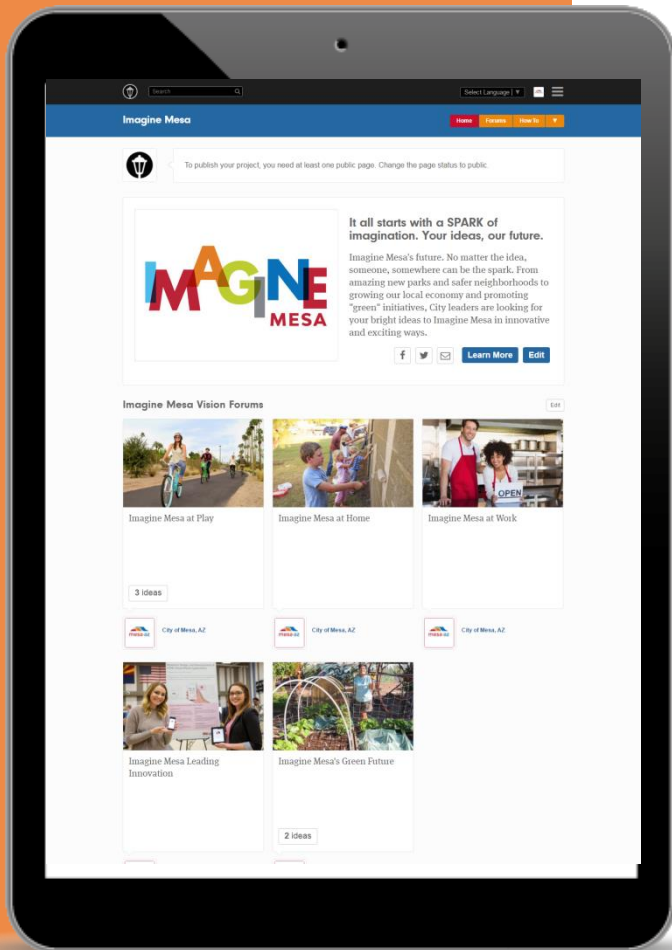 Search
Select Language | ▼
Imagine Mesa
Home
Forums
How To
▼
To publish your project, you need at least one public page. Change the page status to public
IMAGINE
MESA
It all starts with a SPARK of
imagination. Your ideas, our future.
Imagine Mesa's future. No matter the idea,
someone, somewhere can be the spark. From
amazing new parks and safer neighborhoods to
growing our local economy and promoting
"green" initiatives, City leaders are looking for
your bright ideas to Imagine Mesa in innovative
and exciting ways.
Learn More
Edit
Imagine Mesa Vision Forums
Edit
OPEN
Imagine Mesa at Play
Imagine Mesa at Home
Imagine Mesa at Work
3 ideas
mesa·az
City of Mesa, AZ
mesa·az
City of Mesa, AZ
mesa·az
City of Mesa, AZ
Imagine Mesa Leading
Innovation
Imagine Mesa's Green Future
2 ideas